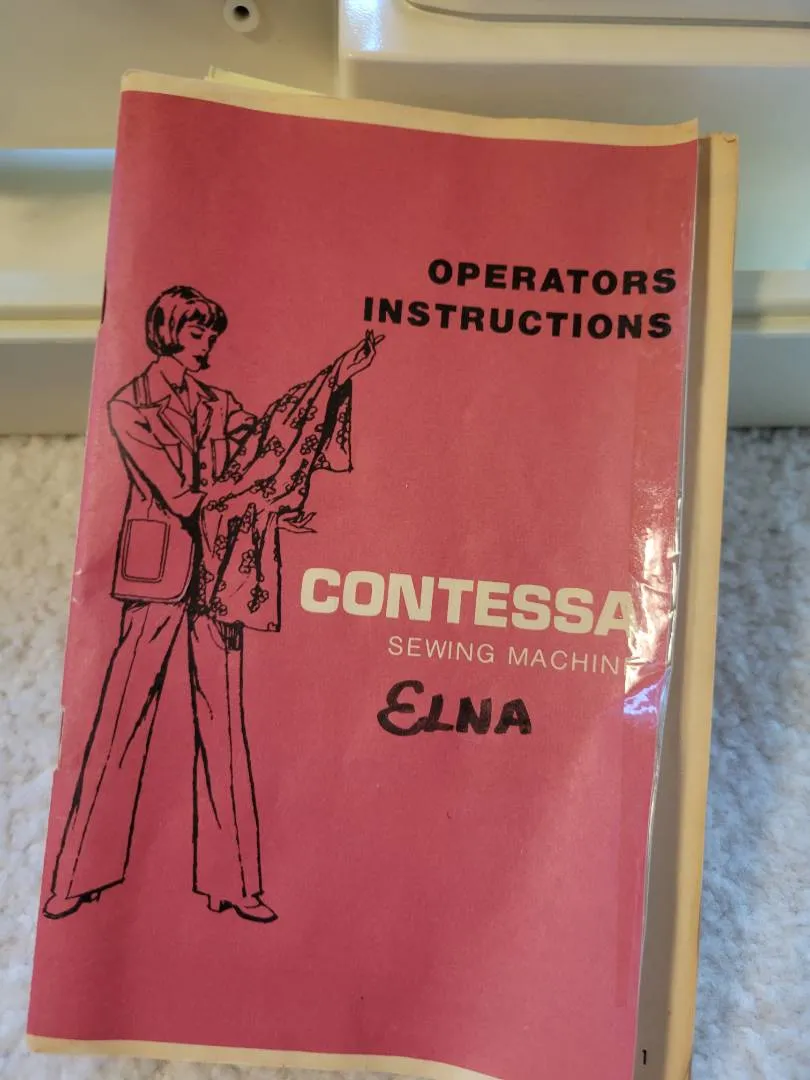 OPERATORS
INSTRUCTIONS
CONTESSA
SEWING MACHIN
ELNA
1